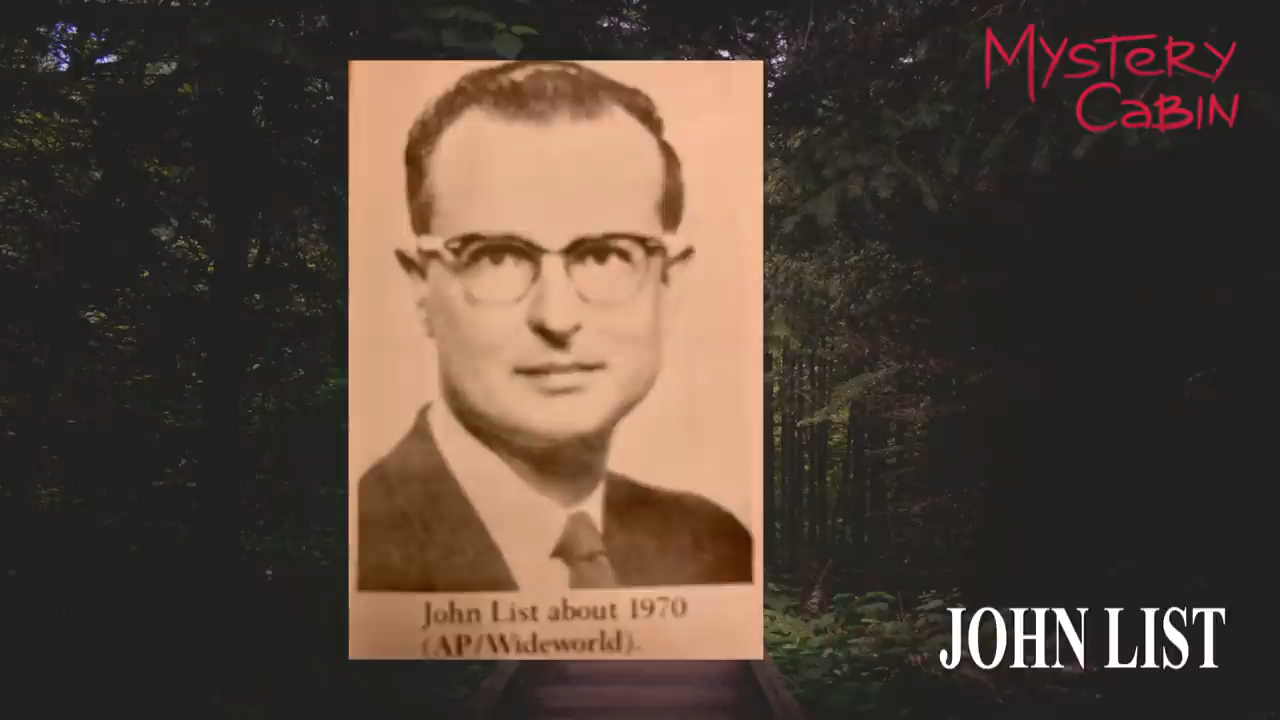 Mystery
Cabin
John List about 1970
(AP/Wideworld).
JOHN LIST